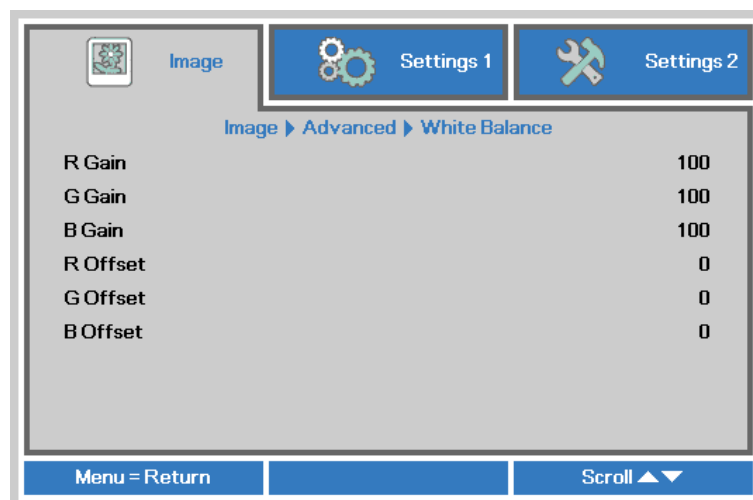 Image Settings 1 Settings 2
Image ▶ Advanced ▶ White Balance
R Gain 100
G Gain 100
B Gain 100
R Offset 0
G Offset 0
B Offset 0
Menu = Return Scroll ▲▼